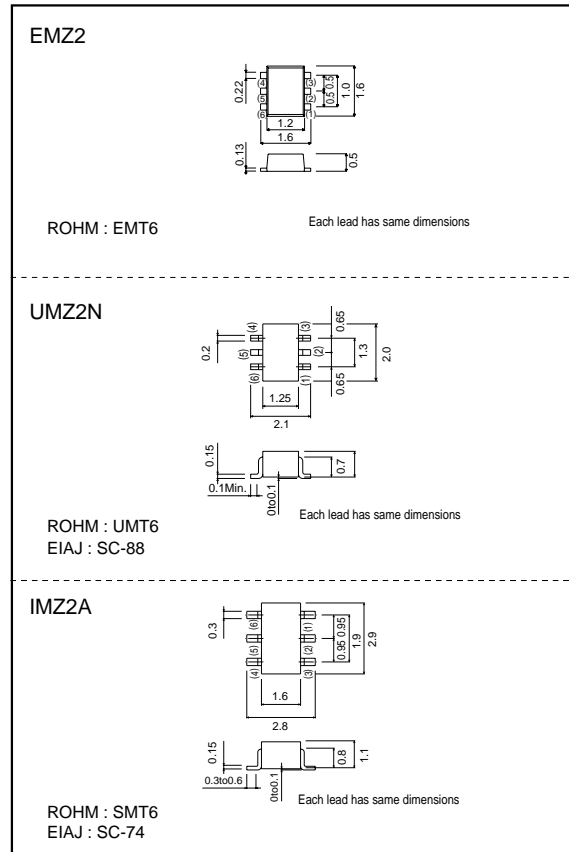 EMZ2
0.22
(4)
(3)
(5)
(2)
(6)
(1)
0.5 0.5
1.0
1.6
1.2
1.6
0.13
0.5
ROHM : EMT6
Each lead has same dimensions
UMZ2N
0.2
(4)
(3)
(5)
(2)
(6)
(1)
0.65
1.3
2.0
0.65
1.25
2.1
0.15
0.1Min.
0to0.1
0.7
ROHM : UMT6
Each lead has same dimensions
EIAJ : SC-88
IMZ2A
0.3
(6)
(1)
(5)
(2)
(4)
(3)
0.95 0.95
1.9
2.9
1.6
2.8
0.15
0.3to0.6
0to0.1
0.8
1.1
ROHM : SMT6
Each lead has same dimensions
EIAJ : SC-74